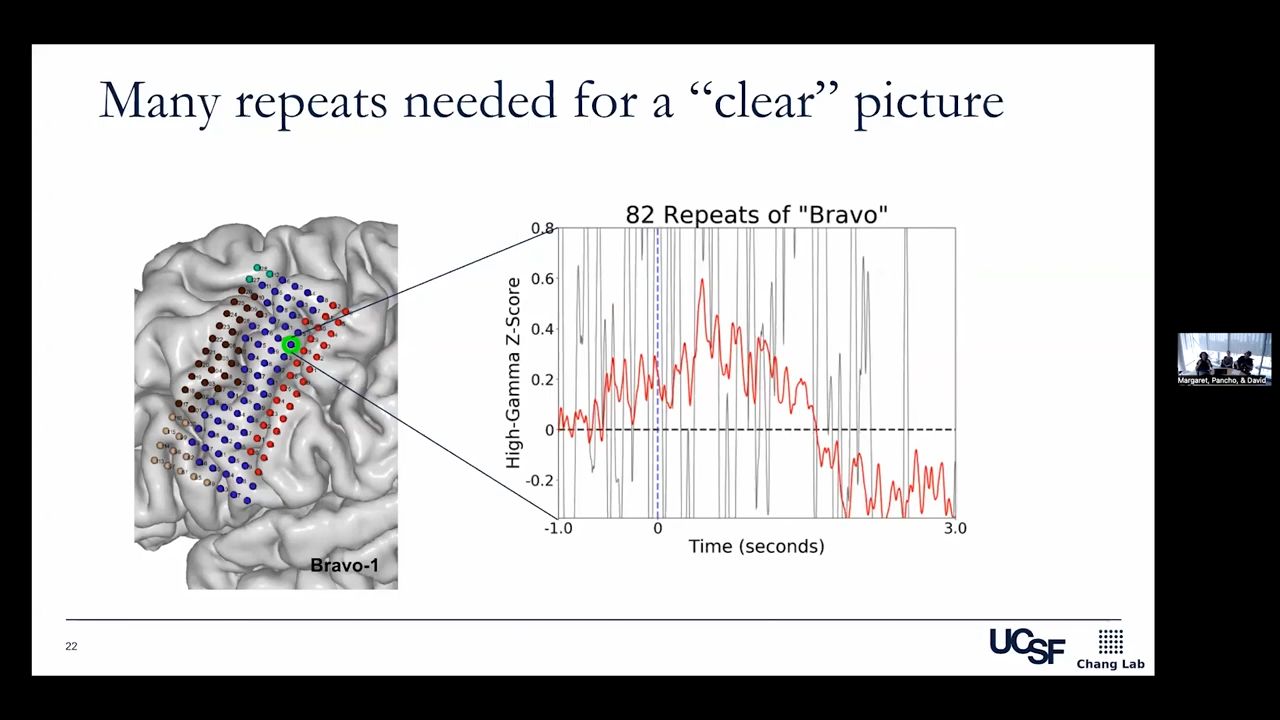 Many repeats needed for a “clear” picture
82 Repeats of "Bravo"
High-Gamma Z-Score
0.8
0.6
0.4
0.2
0
-0.2
-1.0
0
3.0
Time (seconds)
Bravo-1
22
UCSF
Chang Lab
Margaret, Pancho, & David